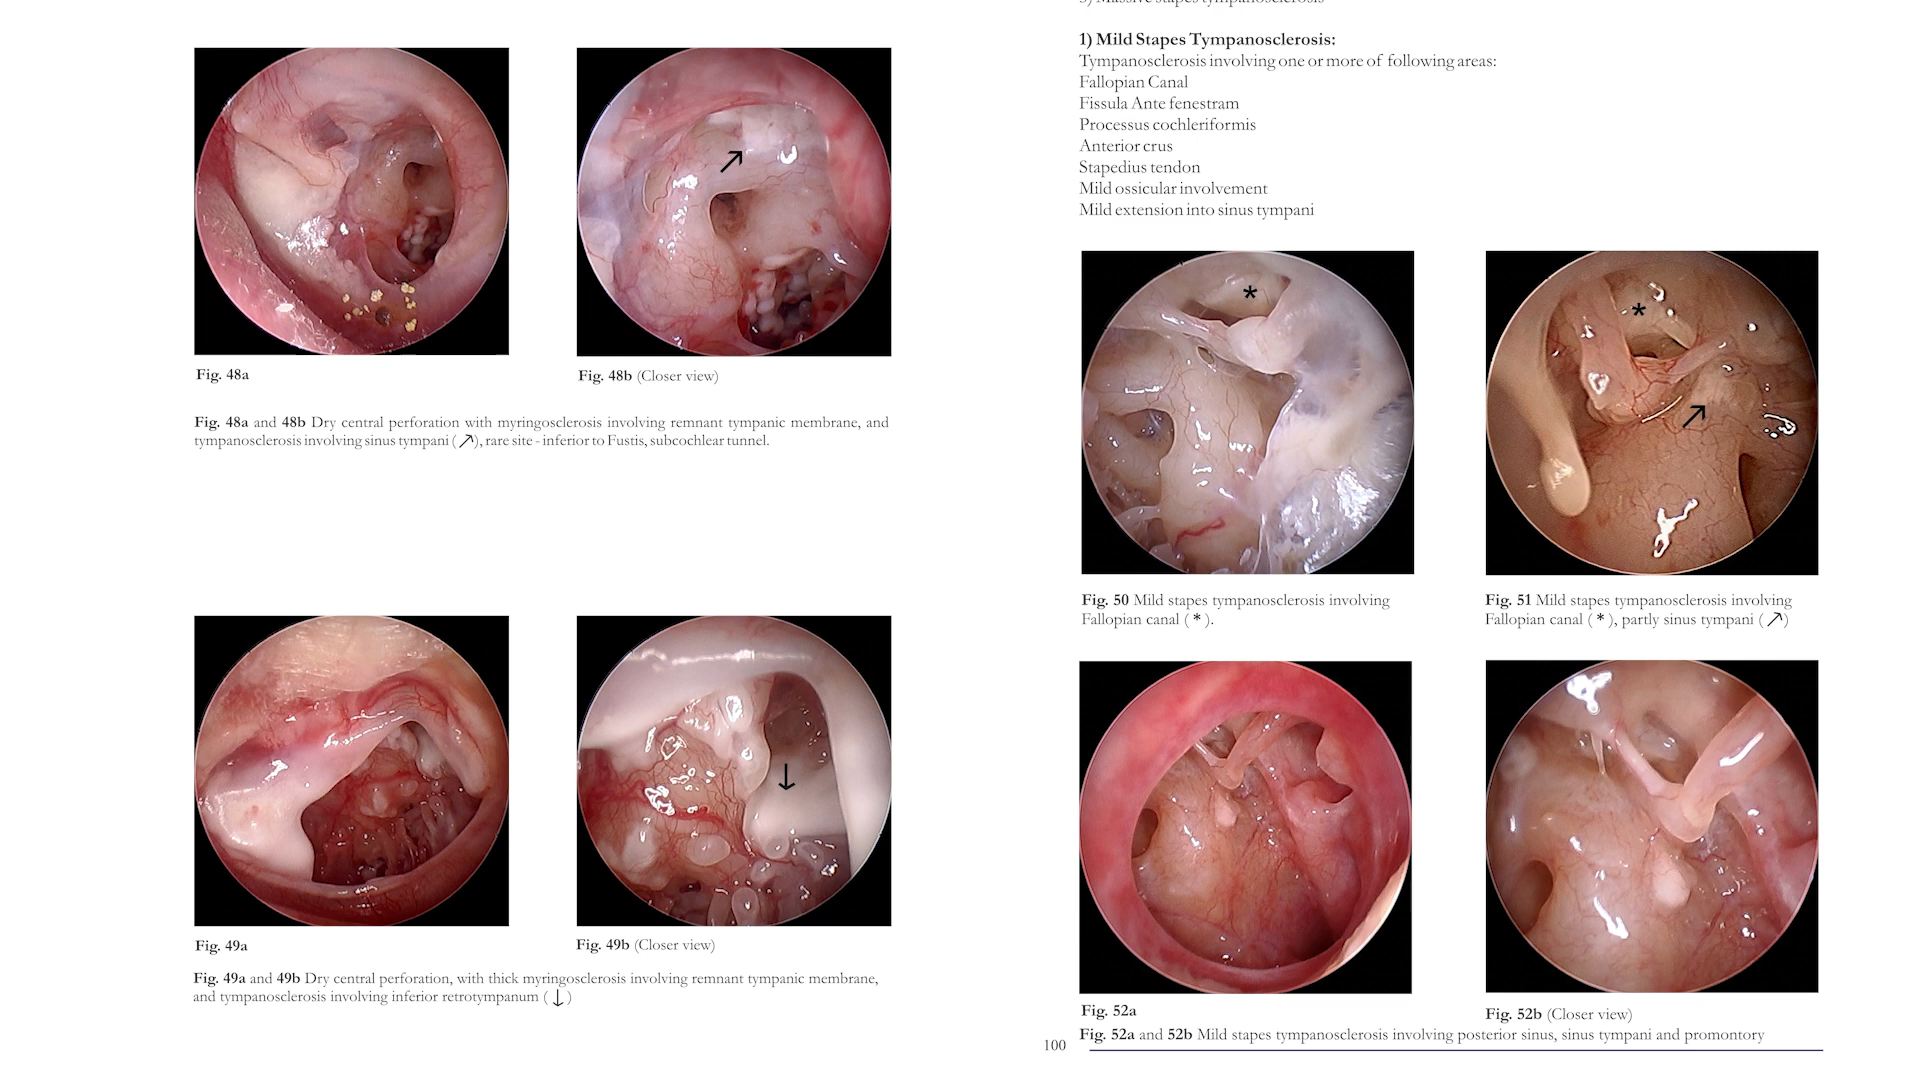 Fig. 48a
Fig. 48b (Closer view)
Fig. 48a and 48b Dry central perforation with myringosclerosis involving remnant tympanic membrane, and
tympanosclerosis involving sinus tympani ( ↗ ), rare site - inferior to Fustis, subcochlear tunnel.
Fig. 49a
Fig. 49b (Closer view)
Fig. 49a and 49b Dry central perforation, with thick myringosclerosis involving remnant tympanic membrane,
and tympanosclerosis involving inferior retrotympanum ( ↓ )
3) Massive stapes tympanosclerosis
1) Mild Stapes Tympanosclerosis:
Tympanosclerosis involving one or more of following areas:
Fallopian Canal
Fissula Ante fenestram
Processus cochleriformis
Anterior crus
Stapedius tendon
Mild ossicular involvement
Mild extension into sinus tympani
*
*
Fig. 50 Mild stapes tympanosclerosis involving
Fallopian canal ( * ).
Fig. 51 Mild stapes tympanosclerosis involving
Fallopian canal ( * ), partly sinus tympani ( ↗ )
Fig. 52a
Fig. 52b (Closer view)
Fig. 52a and 52b Mild stapes tympanosclerosis involving posterior sinus, sinus tympani and promontory
100